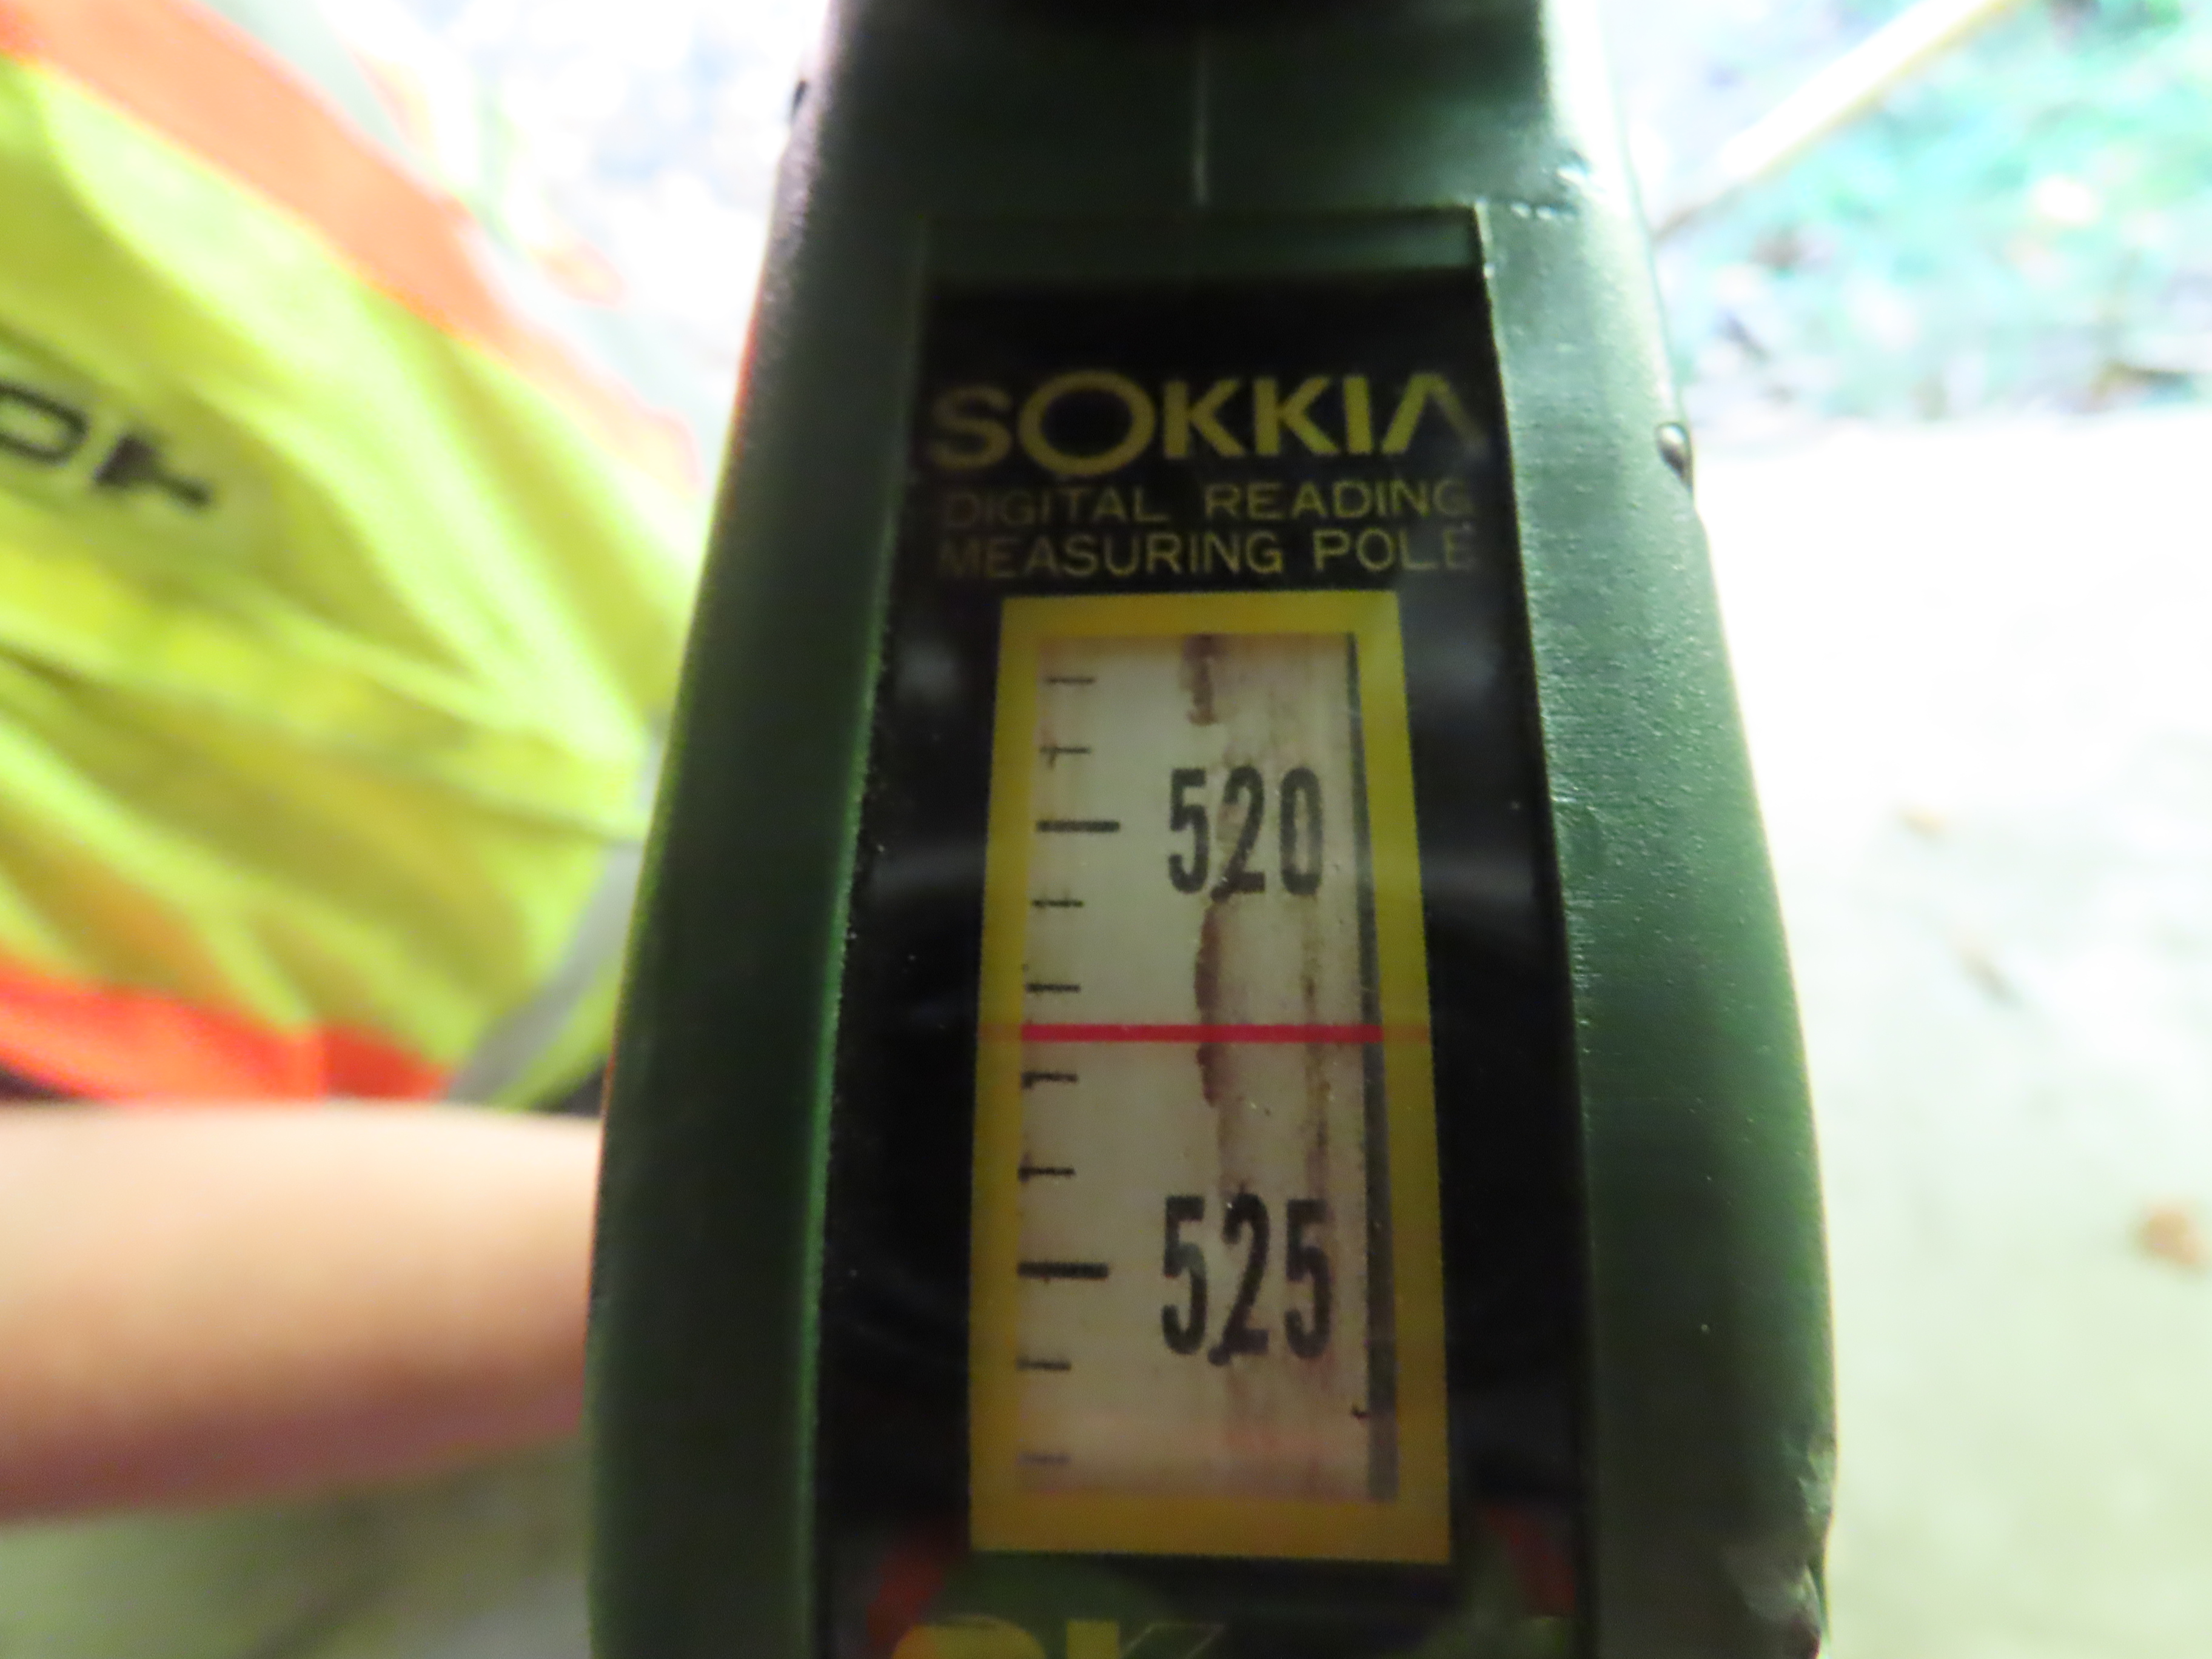 SOKKIA
DIGITAL READING
MEASURING POLE
520
525